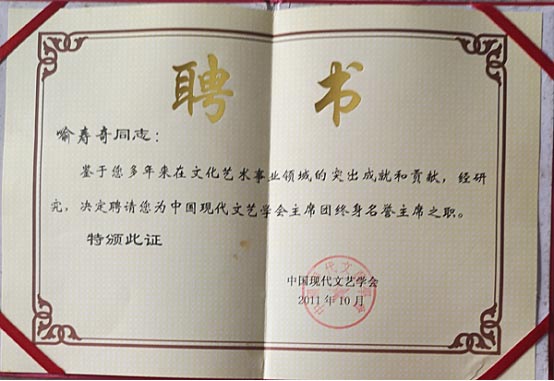 聘书
喻寿奇同志：
鉴于您多年来在文化艺术事业领域的突出成就和贡献，经研
究，决定聘请您为中国现代文艺学会主席团终身名誉主席之职。
特颁此证
中国现代文艺学会
2011年10月